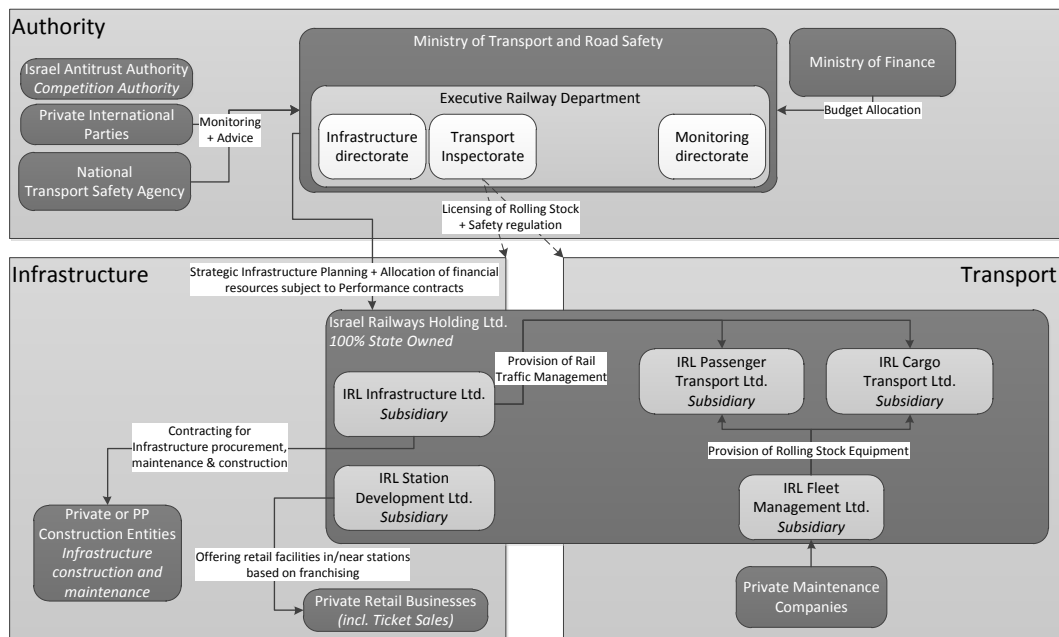 Authority
Israel Antitrust Authority
Competition Authority
Private International
Parties
National
Transport Safety Agency
Monitoring
+ Advice
Ministry of Transport and Road Safety
Executive Railway Department
Infrastructure
directorate
Transport
Inspectorate
Monitoring
directorate
Ministry of Finance
Budget Allocation
Licensing of Rolling Stock
+ Safety regulation
Infrastructure
Strategic Infrastructure Planning + Allocation of financial
resources subject to Performance contracts
Transport
Israel Railways Holding Ltd.
100% State Owned
IRL Infrastructure Ltd.
Subsidiary
Provision of Rail
Traffic Management
IRL Passenger
Transport Ltd.
Subsidiary
IRL Cargo
Transport Ltd.
Subsidiary
Contracting for
Infrastructure procurement,
maintenance & construction
Provision of Rolling Stock Equipment
IRL Station
Development Ltd.
Subsidiary
IRL Fleet
Management Ltd.
Subsidiary
Private or PP
Construction Entities
Infrastructure
construction and
maintenance
Offering retail facilities in/near stations
based on franchising
Private Retail Businesses
(incl. Ticket Sales)
Private Maintenance
Companies